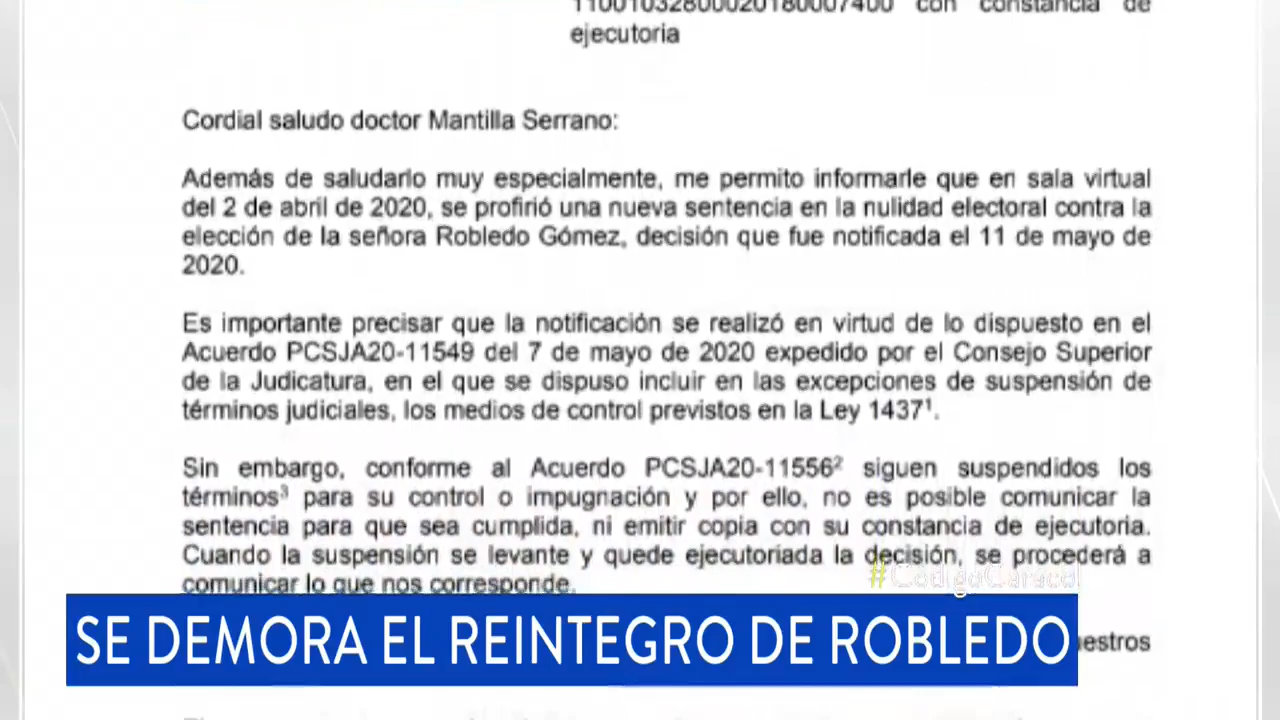 11001032800020180007400 con constancia de
ejecutoria
Cordial saludo doctor Mantilla Serrano:
Además de saludarlo muy especialmente, me permito informarle que en sala virtual
del 2 de abril de 2020, se profirió una nueva sentencia en la nulidad electoral contra la
elección de la señora Robledo Gómez, decisión que fue notificada el 11 de mayo de
2020.
Es importante precisar que la notificación se realizó en virtud de lo dispuesto en el
Acuerdo PCSJA20-11549 del 7 de mayo de 2020 expedido por el Consejo Superior
de la Judicatura, en el que se dispuso incluir en las excepciones de suspensión de
términos judiciales, los medios de control previstos en la Ley 1437¹.
Sin embargo, conforme al Acuerdo PCSJA20-11556² siguen suspendidos los
términos³ para su control o impugnación y por ello, no es posible comunicar la
sentencia para que sea cumplida, ni emitir copia con su constancia de ejecutoria.
Cuando la suspensión se levante y quede ejecutoriada la decisión, se procederá a
comunicar lo que nos corresponde.
#CódigoCaracol
SE DEMORA EL REINTEGRO DE ROBLEDO